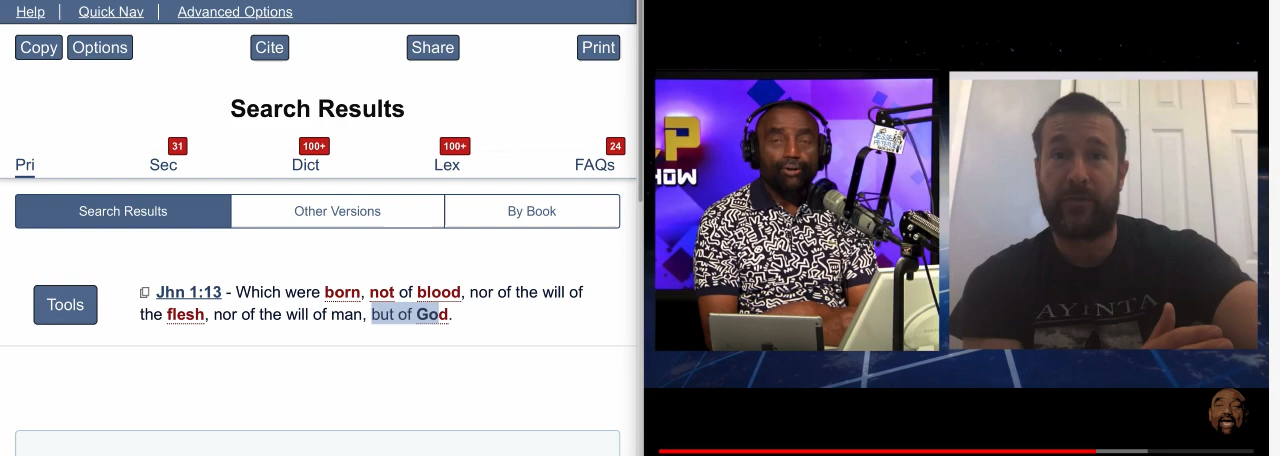 Help Quick Nav Advanced Options
Copy Options Cite Share Print
Search Results
31 100+ 100+ 24
Pri Sec Dict Lex FAQs
Search Results Other Versions By Book
Tools
Jhn 1:13 - Which were born, not of blood, nor of the will of
the flesh, nor of the will of man, but of God.
LP
HOW
JESSE
AYINTA